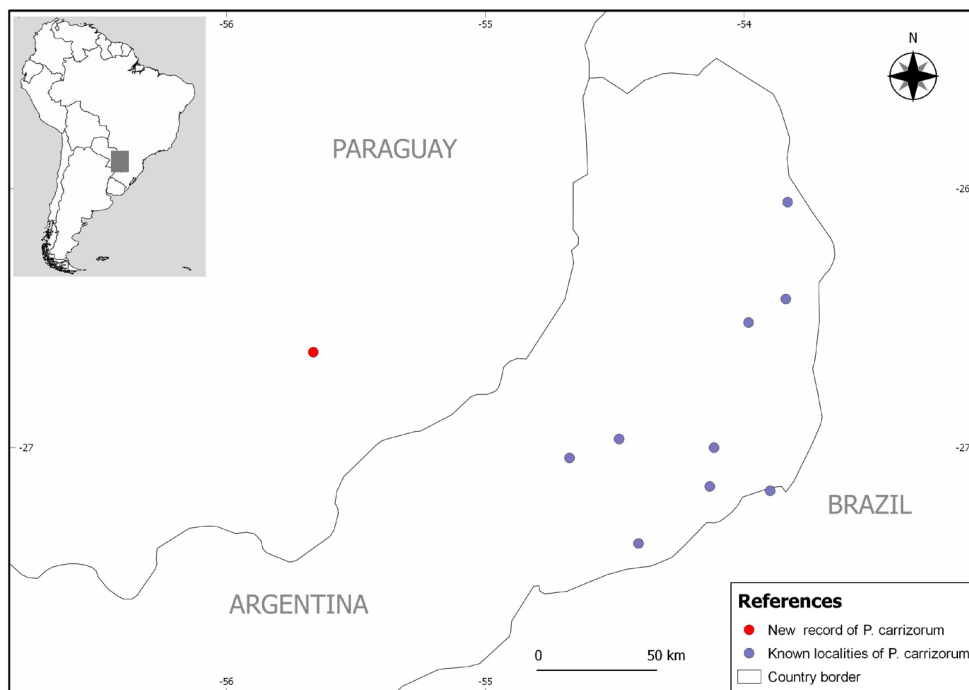 -56
-55
-54
N
PARAGUAY
-26
-26
-27
-27
BRAZIL
ARGENTINA
References
New record of P. carrizorum
Known localities of P. carrizorum
Country border
0
50 km
-56
-55